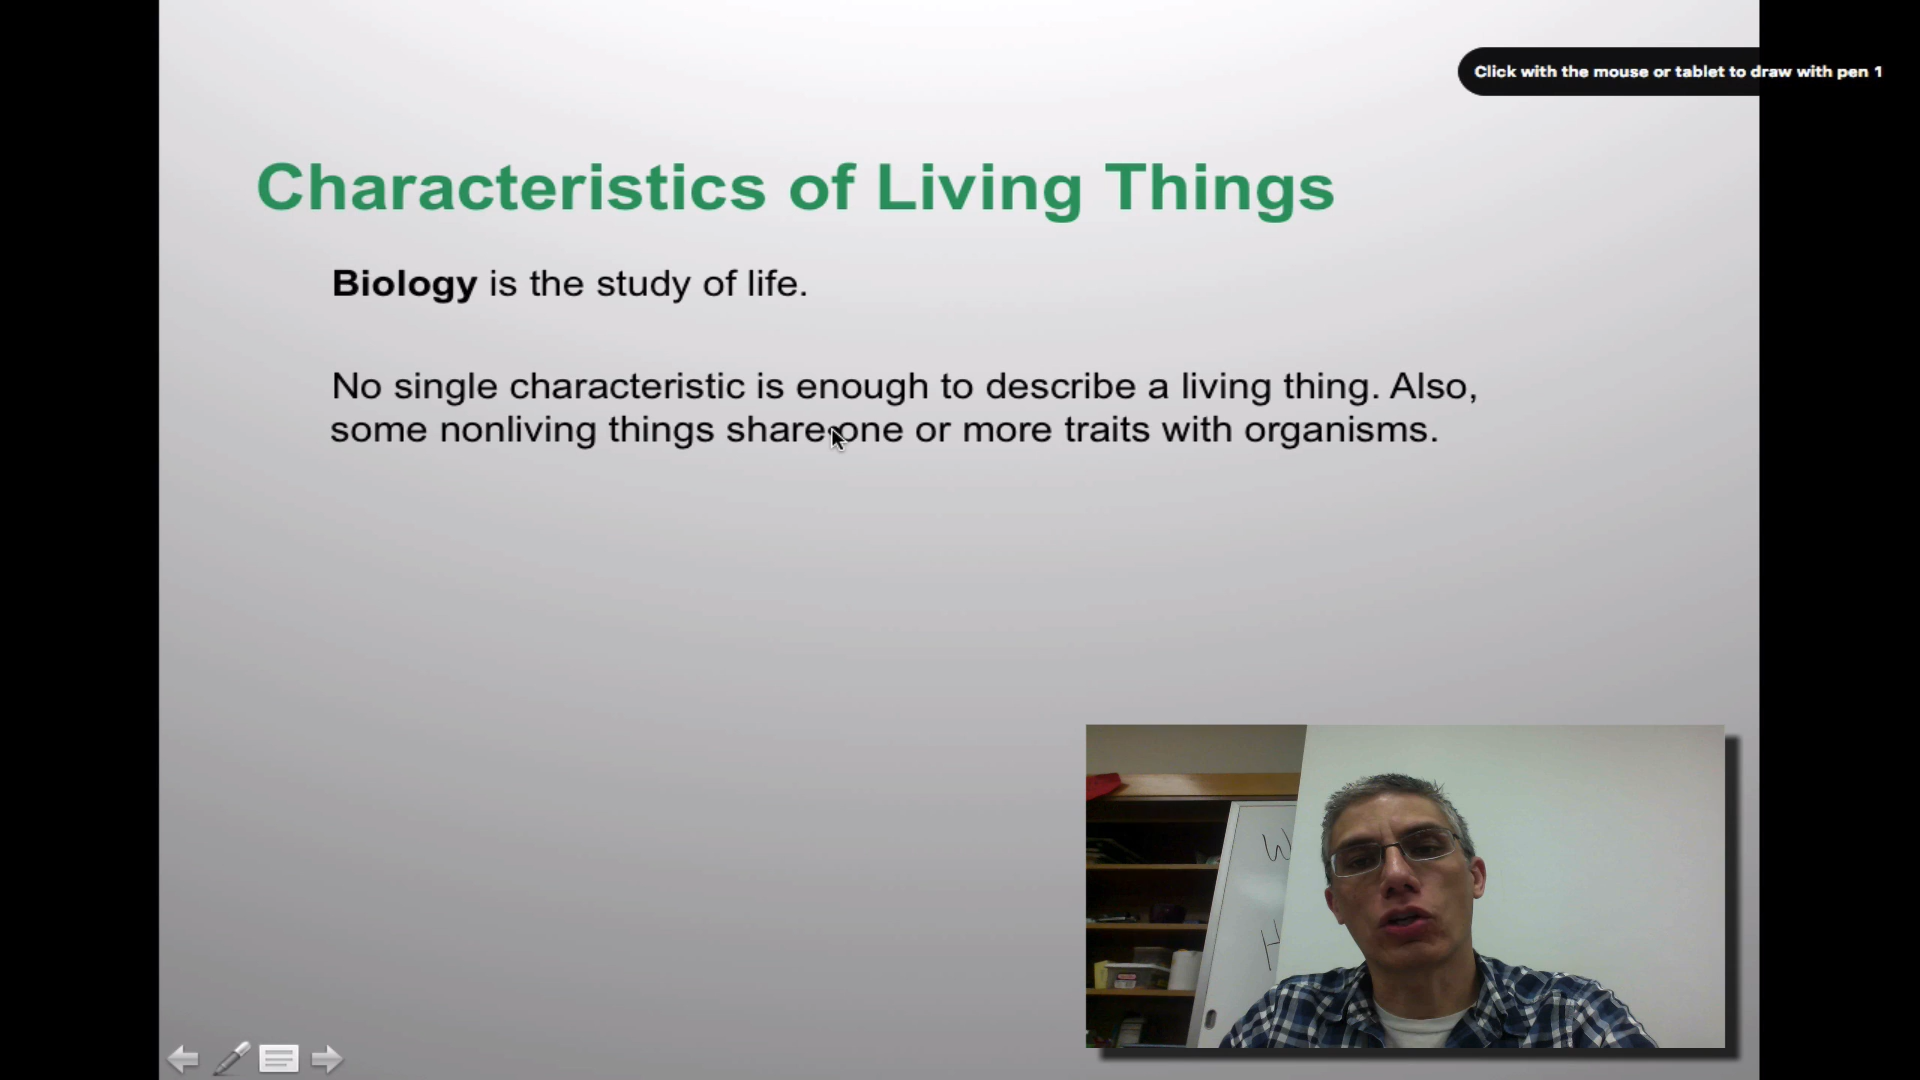 Click with the mouse or tablet to draw with pen 1
Characteristics of Living Things
Biology is the study of life.
No single characteristic is enough to describe a living thing. Also,
some nonliving things share one or more traits with organisms.
W
H